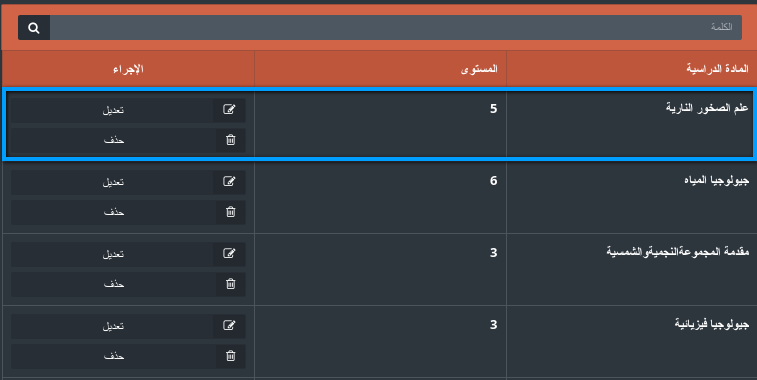 الكلمة
المادة الدراسية المستوى الإجراء
علم الصخور النارية 5 تعديل
حذف
جيولوجيا المياه 6 تعديل
حذف
مقدمة المجموعةالنجميةوالشمسية 3 تعديل
حذف
جيولوجيا فيزيائية 3 تعديل
حذف